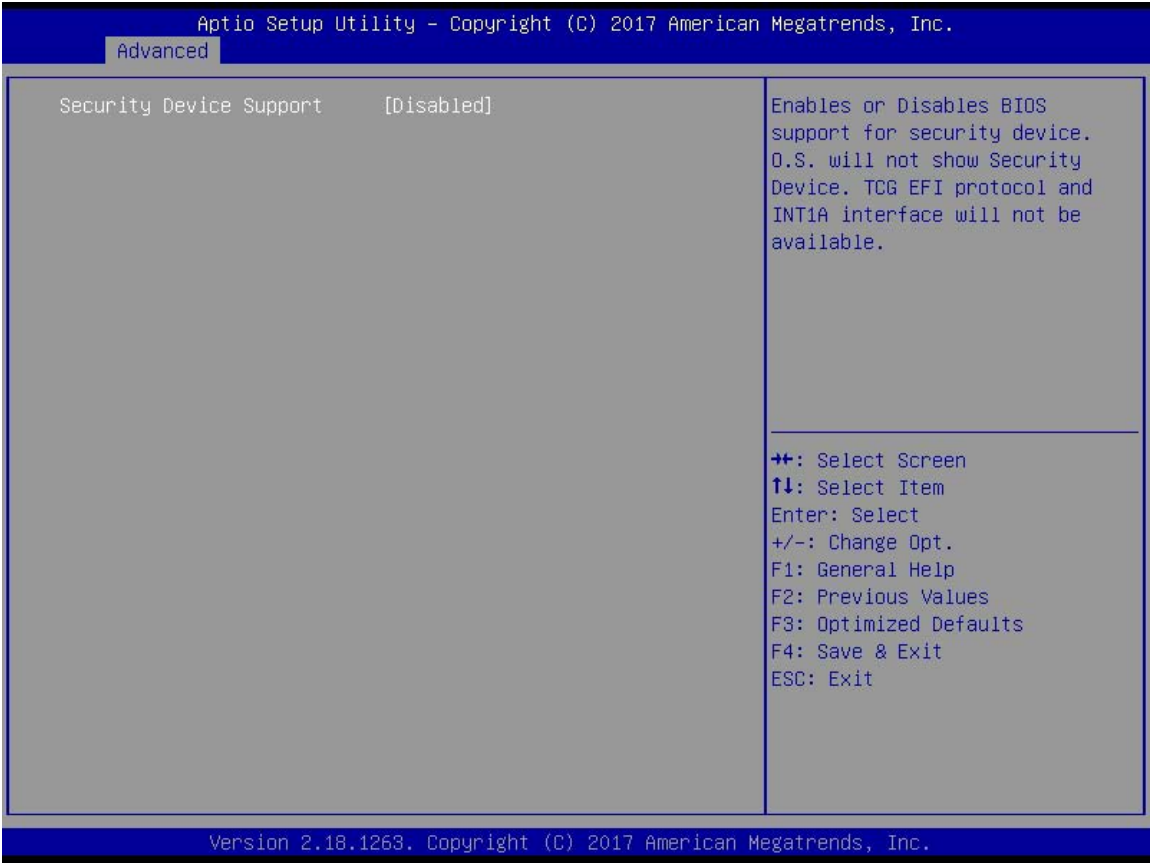 Aptio Setup Utility – Copyright (C) 2017 American Megatrends, Inc.
Advanced
Security Device Support [Disabled]
Enables or Disables BIOS
support for security device.
O.S. will not show Security
Device. TCG EFI protocol and
INT1A interface will not be
available.
→←: Select Screen
↑↓: Select Item
Enter: Select
+/-: Change Opt.
F1: General Help
F2: Previous Values
F3: Optimized Defaults
F4: Save & Exit
ESC: Exit
Version 2.18.1263. Copyright (C) 2017 American Megatrends, Inc.